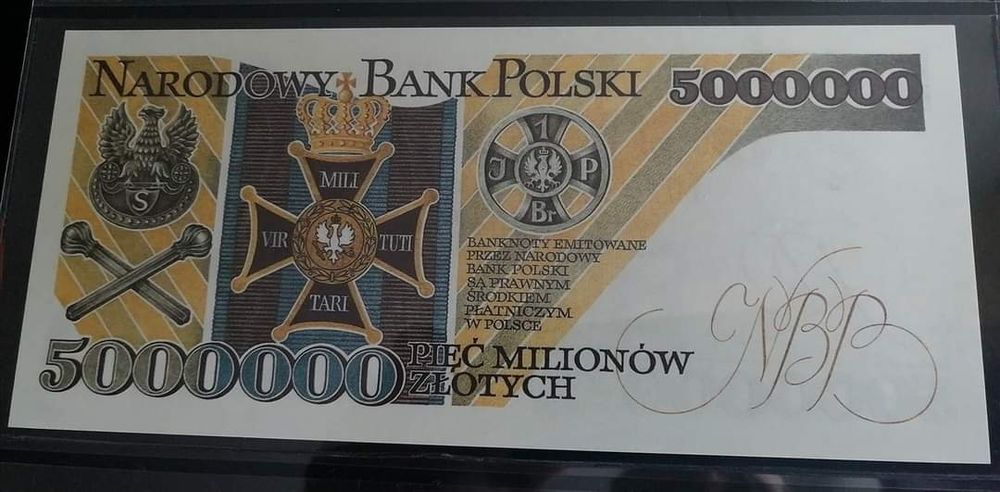 NARODOWY BANK POLSKI 5000000
S
MILI
VIR TUTI
TARI
1
J P
Br
BANKNOTY EMITOWANE
PRZEZ NARODOWY
BANK POLSKI
SĄ PRAWNYM
ŚRODKIEM
PŁATNICZYM
W POLSCE
NBP
5000000 PIĘĆ MILIONÓW
ZŁOTYCH